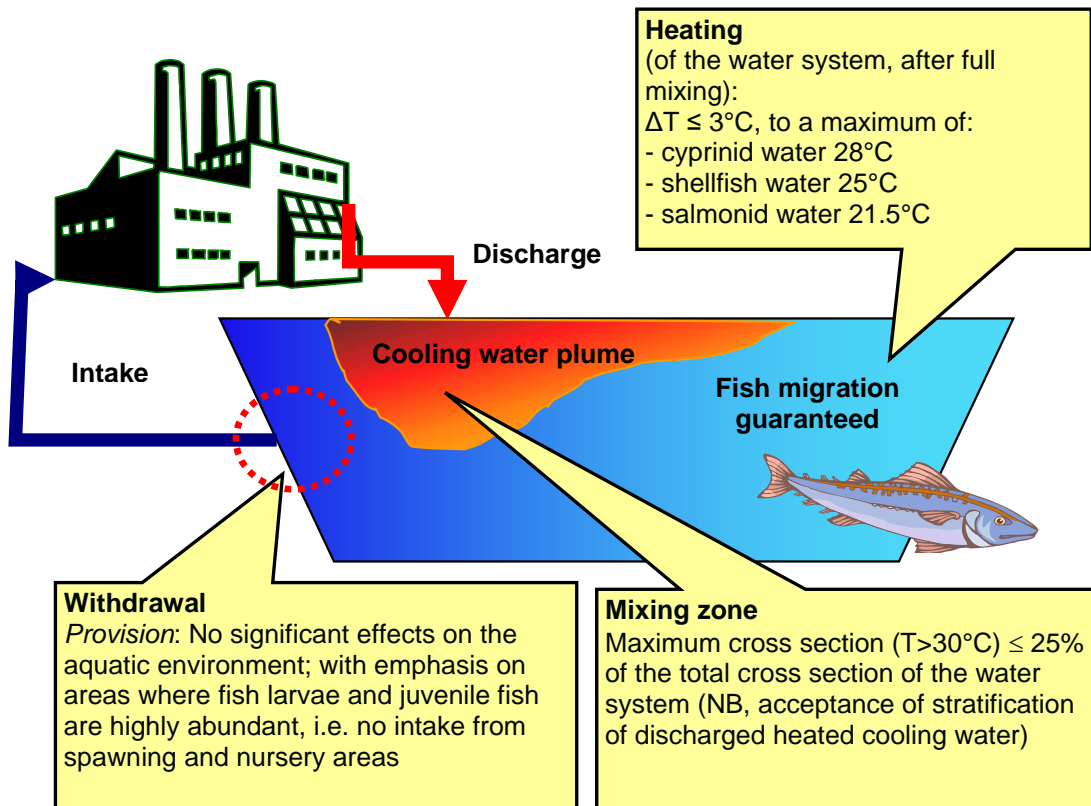 Heating
(of the water system, after full
mixing):
ΔT ≤ 3°C, to a maximum of:
- cyprinid water 28°C
- shellfish water 25°C
- salmonid water 21.5°C
Discharge
Cooling water plume
Intake
Fish migration
guaranteed
Withdrawal
Provision: No significant effects on the
aquatic environment; with emphasis on
areas where fish larvae and juvenile fish
are highly abundant, i.e. no intake from
spawning and nursery areas
Mixing zone
Maximum cross section (T>30°C) ≤ 25%
of the total cross section of the water
system (NB, acceptance of stratification
of discharged heated cooling water)